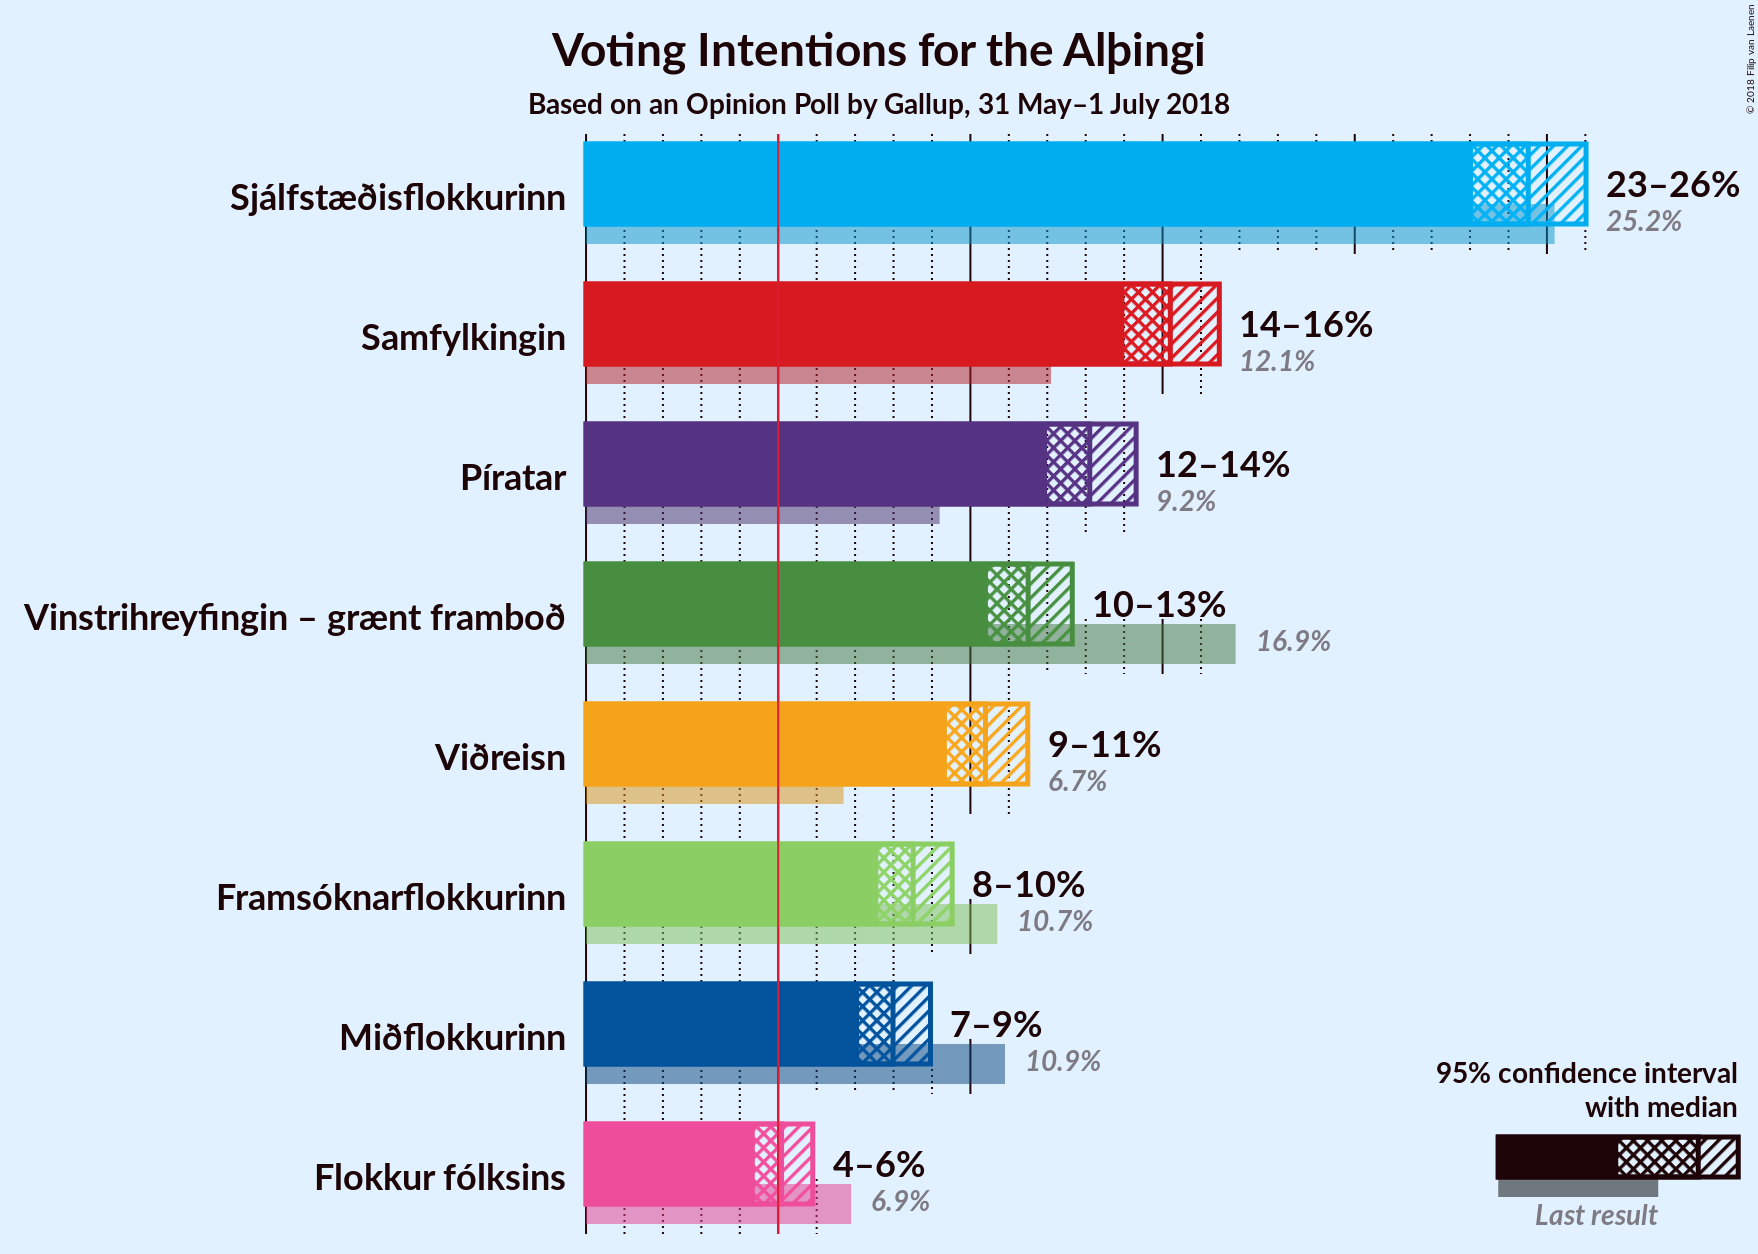 Voting Intentions for the Alþingi
Based on an Opinion Poll by Gallup, 31 May–1 July 2018
© 2018 Filip van Laenen
Sjálfstæðisflokkurinn
23–26%
25.2%
Samfylkingin
14–16%
12.1%
Píratar
12–14%
9.2%
Vinstrihreyfingin – grænt framboð
10–13%
16.9%
Viðreisn
9–11%
6.7%
Framsóknarflokkurinn
8–10%
10.7%
Miðflokkurinn
7–9%
10.9%
Flokkur fólksins
4–6%
6.9%
95% confidence interval
with median
Last result